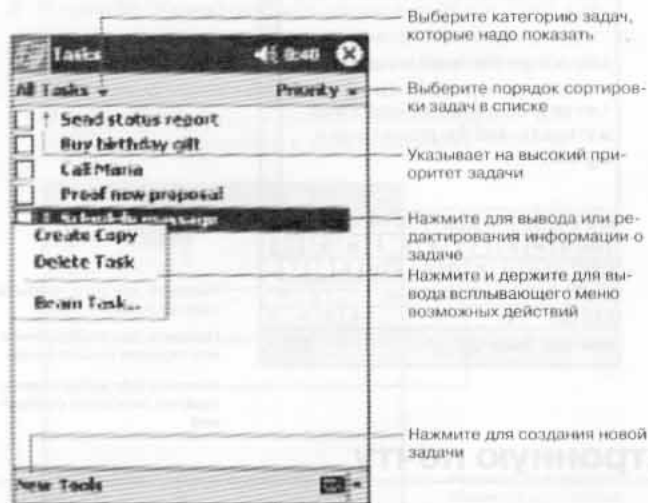 Выберите категорию задач,
которые надо показать
Tasks 8:40
All Tasks Priority
Выберите порядок сортиров-
ки задач в списке
Send status report
Buy birthday gift
Указывает на высокий при-
оритет задачи
Call Maria
Proof new proposal
Schedule massage
Нажмите для вывода или ре-
дактирования информации о
задаче
Create Copy
Delete Task
Нажмите и держите для вы-
вода всплывающего меню
возможных действий
Beam Task...
Нажмите для создания новой
задачи
New Tools